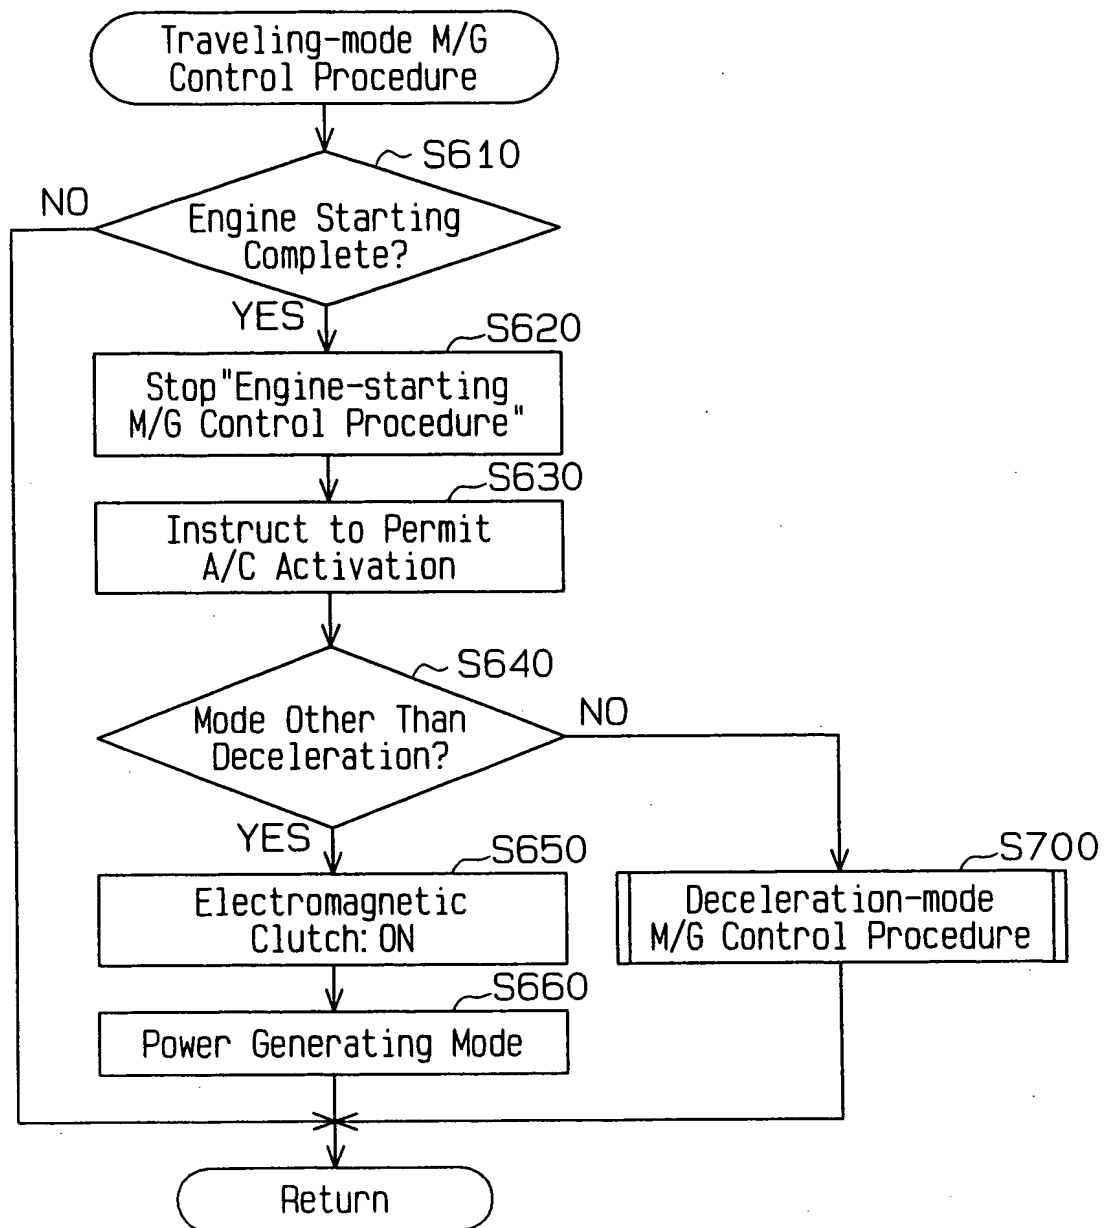 Traveling-mode M/G
Control Procedure
S610
NO
Engine Starting
Complete?
YES
S620
Stop"Engine-starting
M/G Control Procedure"
S630
Instruct to Permit
A/C Activation
S640
Mode Other Than
Deceleration?
NO
YES
S650
Electromagnetic
Clutch:ON
S700
Deceleration-mode
M/G Control Procedure
S660
Power Generating Mode
Return